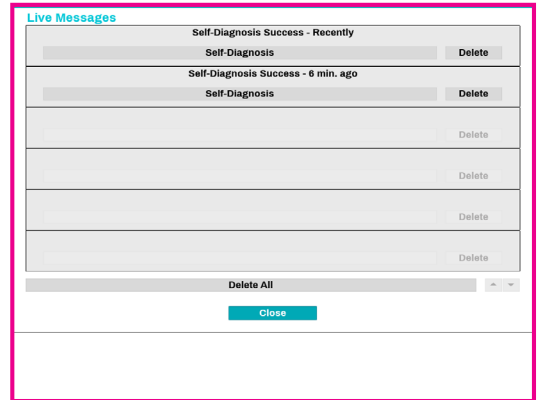 Live Messages
Self-Diagnosis Success - Recently
Self-Diagnosis Delete
Self-Diagnosis Success - 6 min. ago
Self-Diagnosis Delete
Delete
Delete
Delete
Delete
Delete All
Close